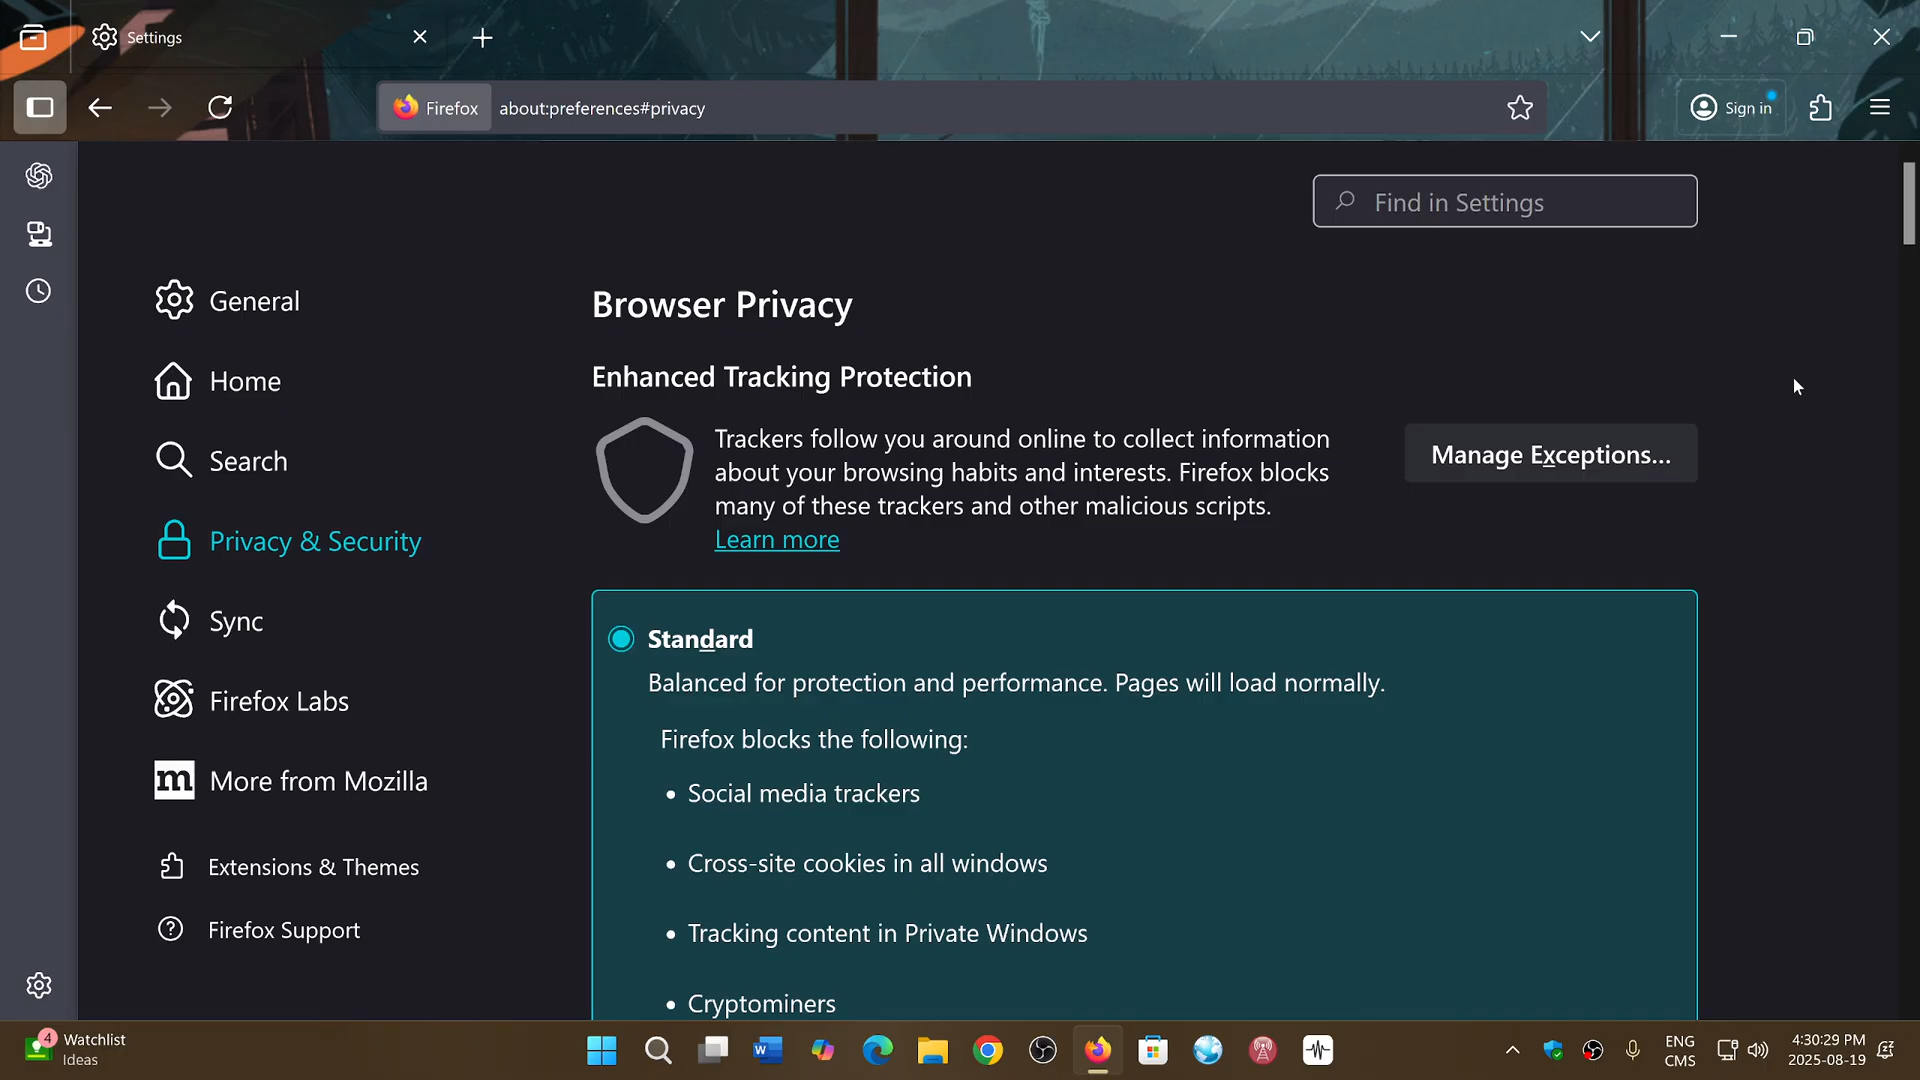 Settings
Firefox
about:preferences#privacy
Sign in
Find in Settings
General
Home
Search
Privacy & Security
Sync
Firefox Labs
m
More from Mozilla
Extensions & Themes
Firefox Support
Browser Privacy
Enhanced Tracking Protection
Trackers follow you around online to collect information
about your browsing habits and interests. Firefox blocks
many of these trackers and other malicious scripts.
Learn more
Manage Exceptions...
Standard
Balanced for protection and performance. Pages will load normally.
Firefox blocks the following:
• Social media trackers
• Cross-site cookies in all windows
• Tracking content in Private Windows
• Cryptominers
4
Watchlist
Ideas
W
ENG
CMS
4:30:29 PM
2025-08-19